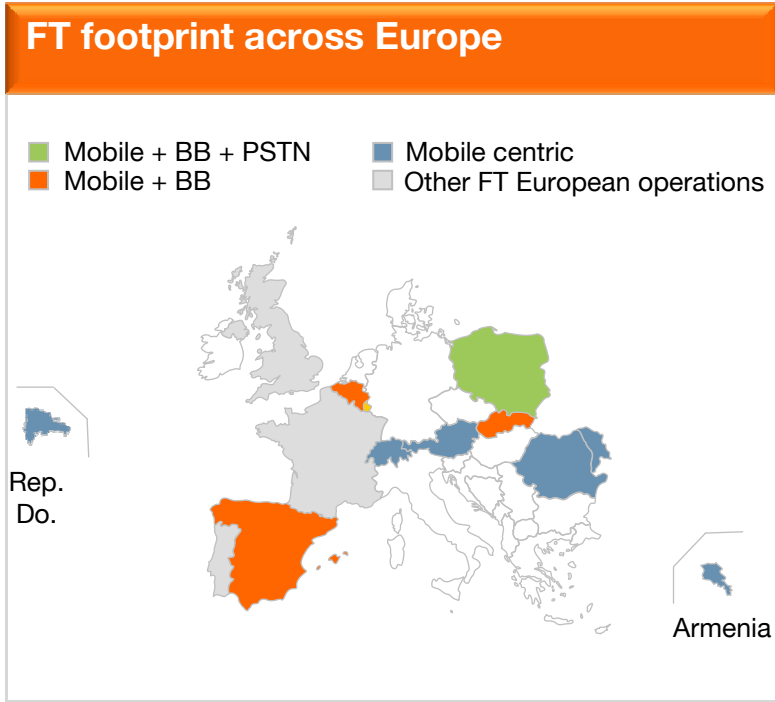 FT footprint across Europe
Mobile + BB + PSTN
Mobile centric
Mobile + BB
Other FT European operations
Rep.
Do.
Armenia